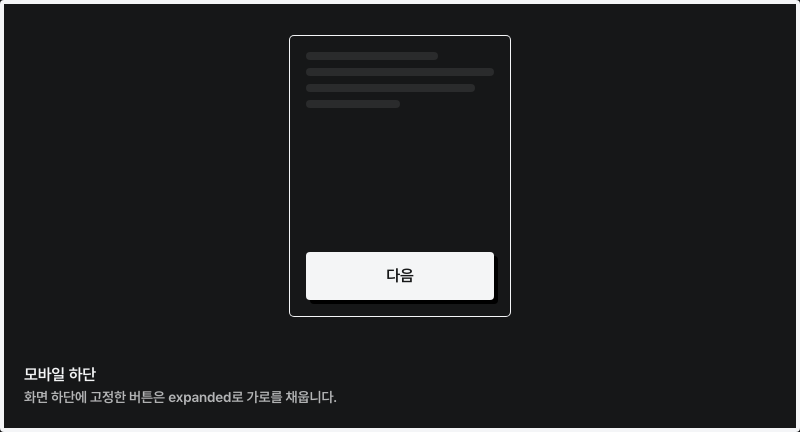 다음
모바일 하단
화면 하단에 고정한 버튼은 expanded로 가로를 채웁니다.